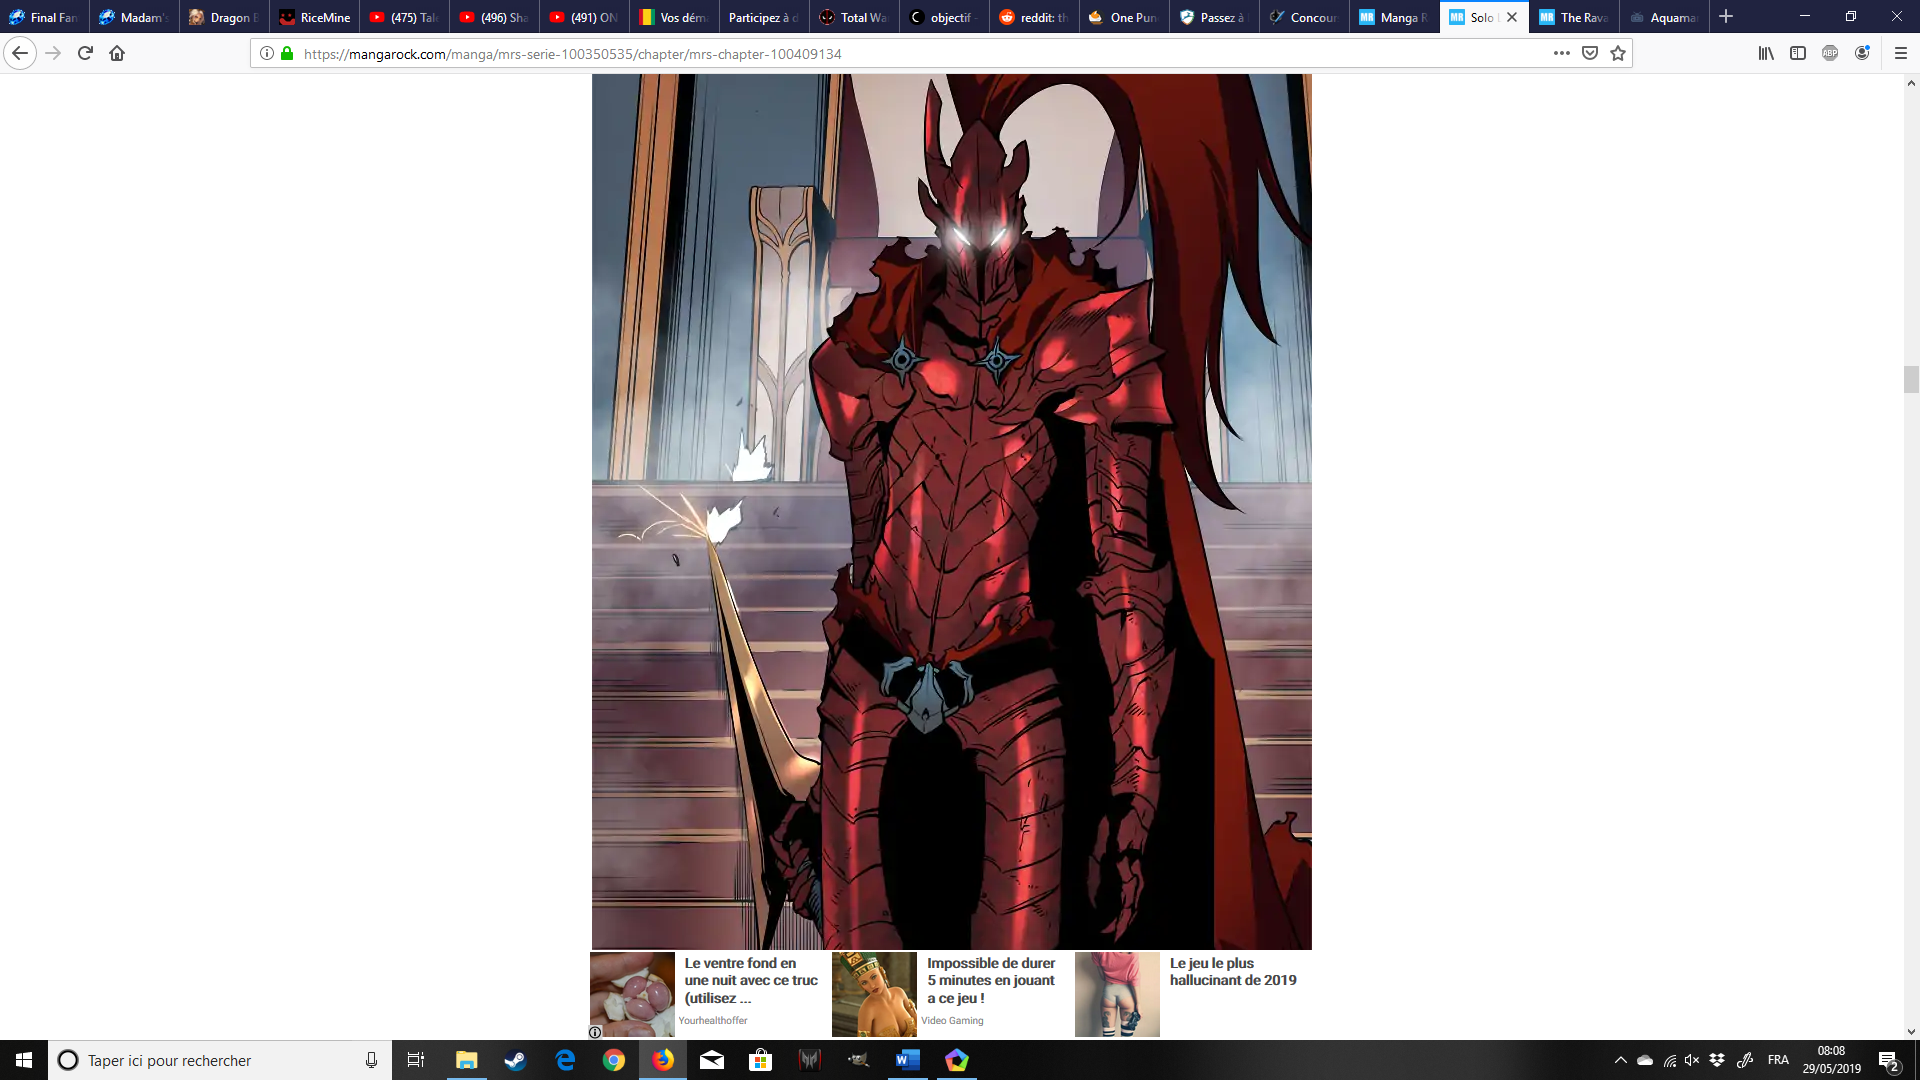 Final Fan
Madam's
Dragon B
RiceMine
(475) Tale
(496) Sha
(491) ON
Vos dém
Participez à d
Total War
objectif -
reddit: th
One Pun
Passez à l
Concour
Manga R
Solo L
The Rava
Aquaman
https://mangarock.com/manga/mrs-serie-100350535/chapter/mrs-chapter-100409134
ABP
Le ventre fond en
une nuit avec ce truc
(utilisez ...
Yourhealthoffer
Impossible de durer
5 minutes en jouant
a ce jeu !
Video Gaming
Le jeu le plus
hallucinant de 2019
Taper ici pour rechercher
FRA
08:08
29/05/2019
2